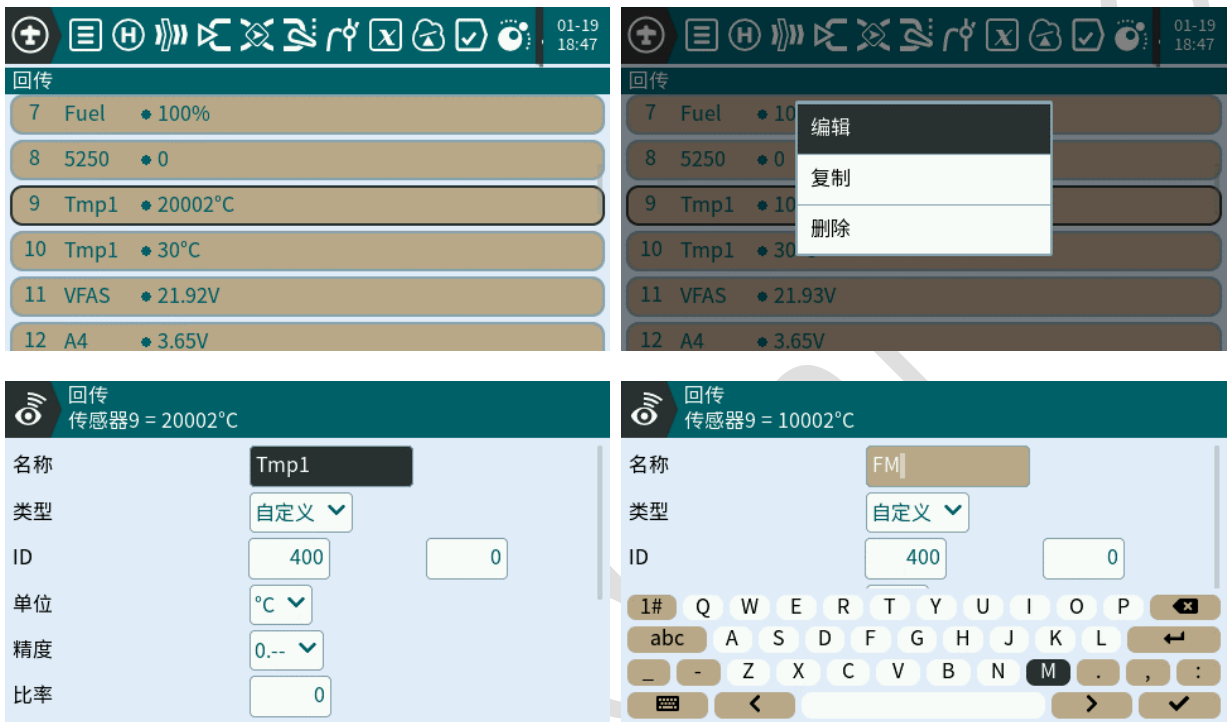 01-19
18:47
回传
7 Fuel 100%
8 5250 0
9 Tmp1 20002°C
10 Tmp1 30°C
11 VFAS 21.92V
12 A4 3.65V
01-19
18:47
回传
7 Fuel 10
8 5250 0
9 Tmp1 10
10 Tmp1 30°C
11 VFAS 21.93V
12 A4 3.65V
编辑
复制
删除
回传
传感器9 = 20002°C
名称 Tmp1
类型 自定义
ID 400 0
单位 °C
精度 0.--
比率 0
回传
传感器9 = 10002°C
名称 FM
类型 自定义
ID 400 0
1# Q W E R T Y U I O P
abc A S D F G H J K L
_ - Z X C V B N M . , :